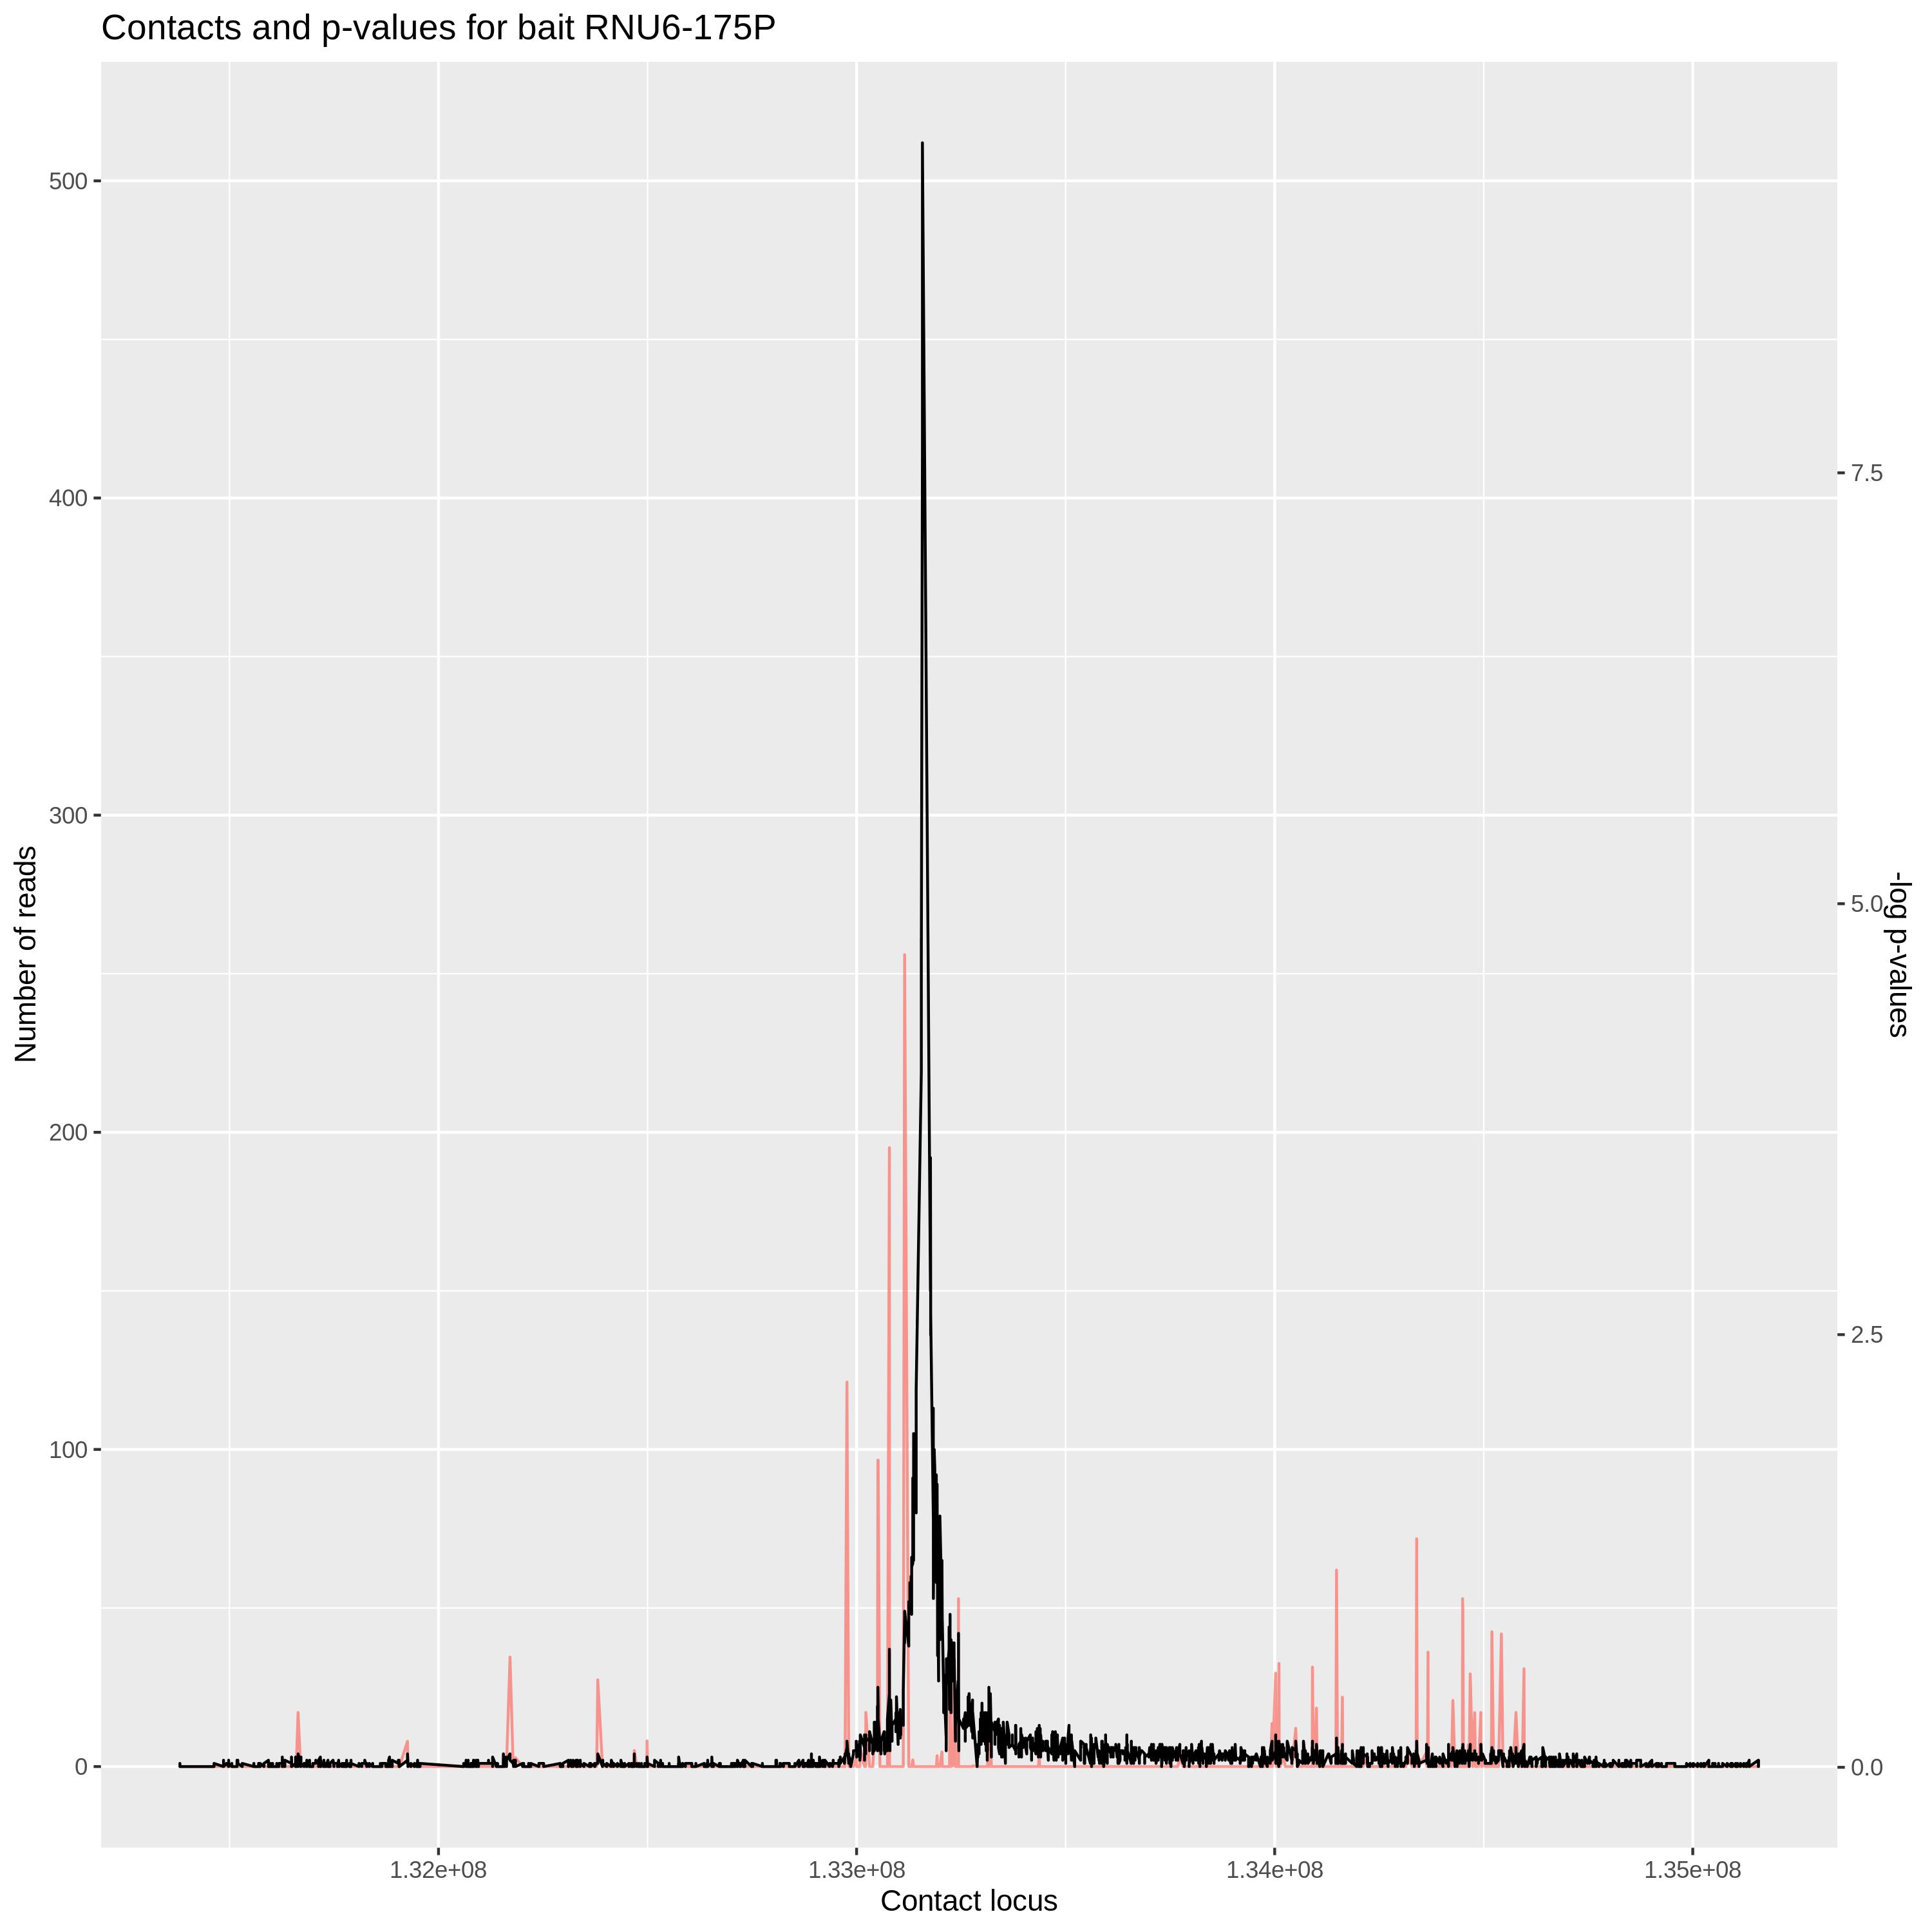 Contacts and p-values for bait RNU6-175P
500
400
300
200
100
0
Number of reads
7.5
5.0
2.5
0.0
-log p-values
1.32e+08
1.33e+08
1.34e+08
1.35e+08
Contact locus